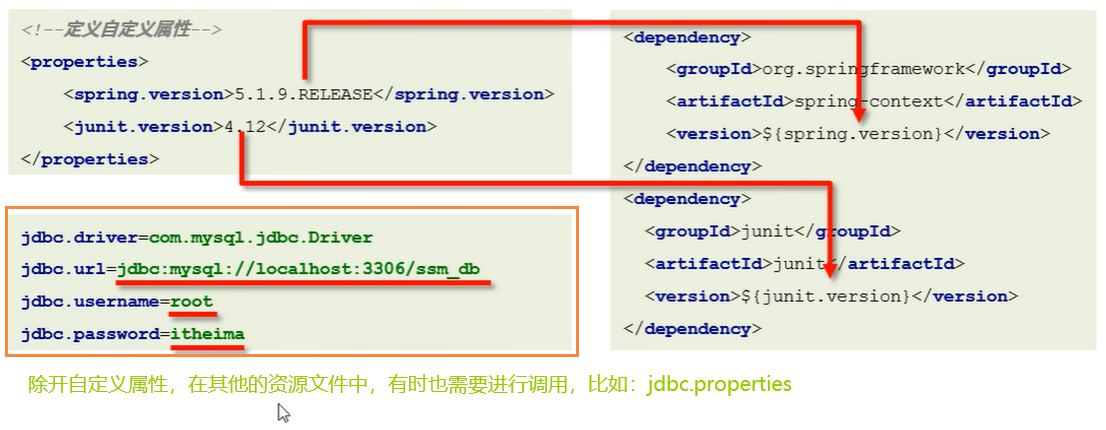 <!--定义自定义属性-->
<properties>
<spring.version>5.1.9.RELEASE</spring.version>
<junit.version>4.12</junit.version>
</properties>
<dependency>
<groupId>org.springframework</groupId>
<artifactId>spring-context</artifactId>
<version>${spring.version}</version>
</dependency>
<dependency>
<groupId>junit</groupId>
<artifactId>junit</artifactId>
<version>${junit.version}</version>
</dependency>
jdbc.driver=com.mysql.jdbc.Driver
jdbc.url=jdbc:mysql://localhost:3306/ssm_db
jdbc.username=root
jdbc.password=itheima
除开自定义属性，在其他的资源文件中，有时也需要进行调用，比如：jdbc.properties